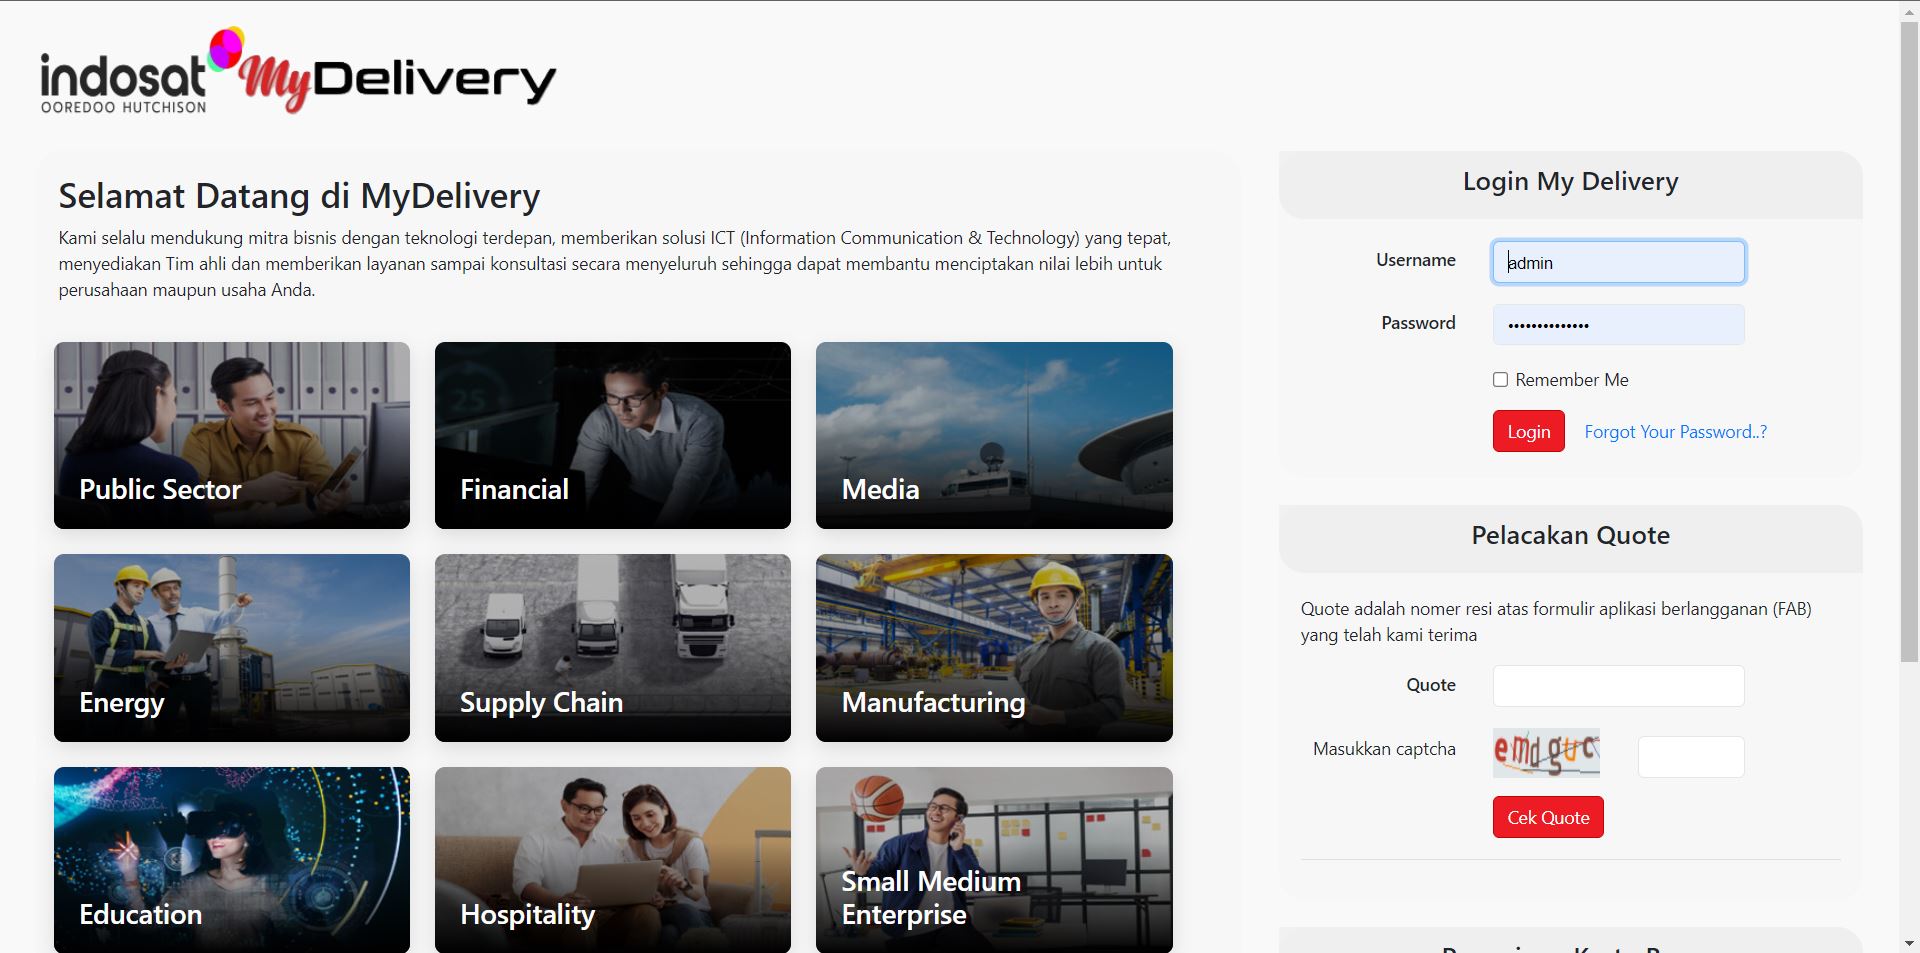 indosat
OOREDOO HUTCHISON
MyDelivery
Selamat Datang di MyDelivery
Kami selalu mendukung mitra bisnis dengan teknologi terdepan, memberikan solusi ICT (Information Communication & Technology) yang tepat,
menyediakan Tim ahli dan memberikan layanan sampai konsultasi secara menyeluruh sehingga dapat membantu menciptakan nilai lebih untuk
perusahaan maupun usaha Anda.
Public Sector
Financial
Media
Energy
Supply Chain
Manufacturing
Education
Hospitality
Small Medium
Enterprise
Login My Delivery
Username
admin
Password
••••••••••••••
Remember Me
Login
Forgot Your Password..?
Pelacakan Quote
Quote adalah nomer resi atas formulir aplikasi berlangganan (FAB)
yang telah kami terima
Quote
Masukkan captcha
emd guc
Cek Quote